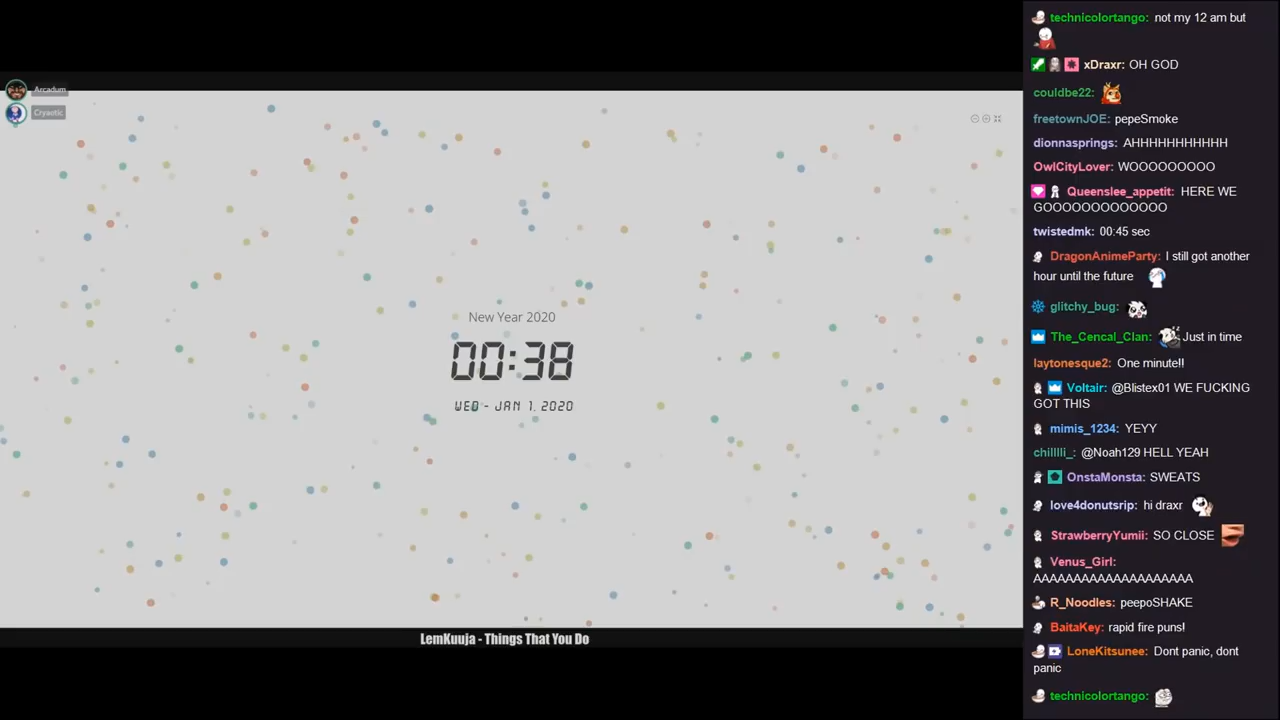 Arcadum
Cryaotic
New Year 2020
00:38
WED - JAN 1, 2020
LemKuuja - Things That You Do
technicolortango: not my 12 am but
xDraxr: OH GOD
couldbe22:
freetownJOE: pepeSmoke
dionnasprings: AHHHHHHHHHHH
OwlCityLover: WOOOOOOOOO
Queenslee_appetit: HERE WE
GOOOOOOOOOOOOO
twistedmk: 00:45 sec
DragonAnimeParty: I still got another
hour until the future
glitchy_bug:
The_Cencal_Clan: Just in time
laytonesque2: One minute!!
Voltair: @Blistex01 WE FUCKING
GOT THIS
mimis_1234: YEYY
chilllli_: @Noah129 HELL YEAH
OnstaMonsta: SWEATS
love4donutsrip: hi draxr
StrawberryYumii: SO CLOSE
Venus_Girl:
AAAAAAAAAAAAAAAAAAAA
R_Noodles: peepoSHAKE
BaitaKey: rapid fire puns!
LoneKitsunee: Dont panic, dont
panic
technicolortango: